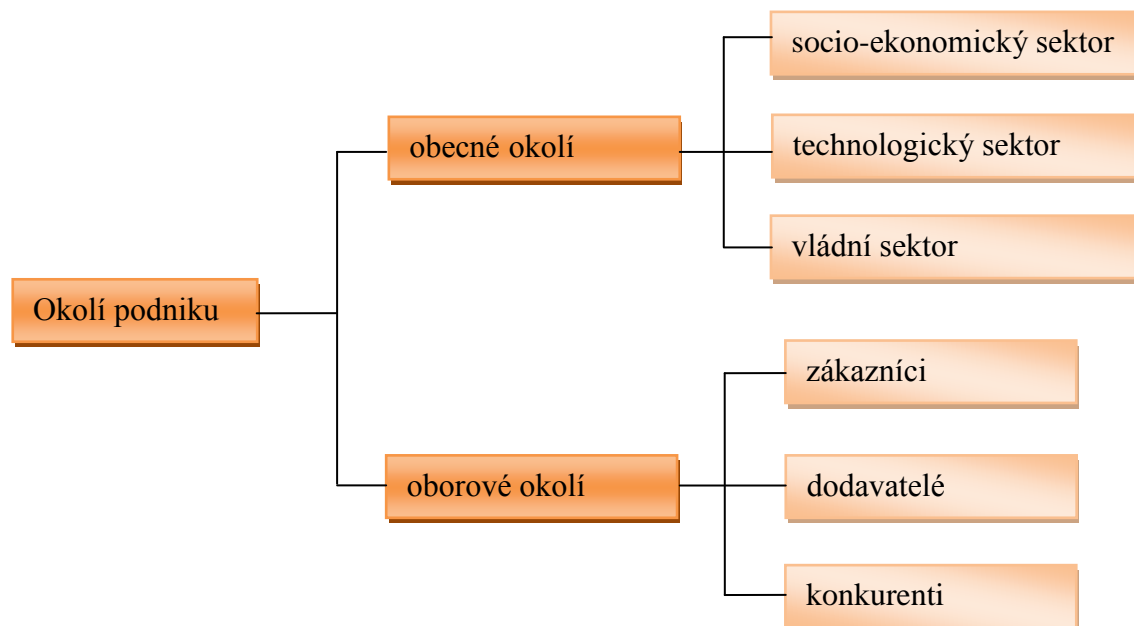 Okolí podniku
obecné okolí
socio-ekonomický sektor
technologický sektor
vládní sektor
oborové okolí
zákazníci
dodavatelé
konkurenti